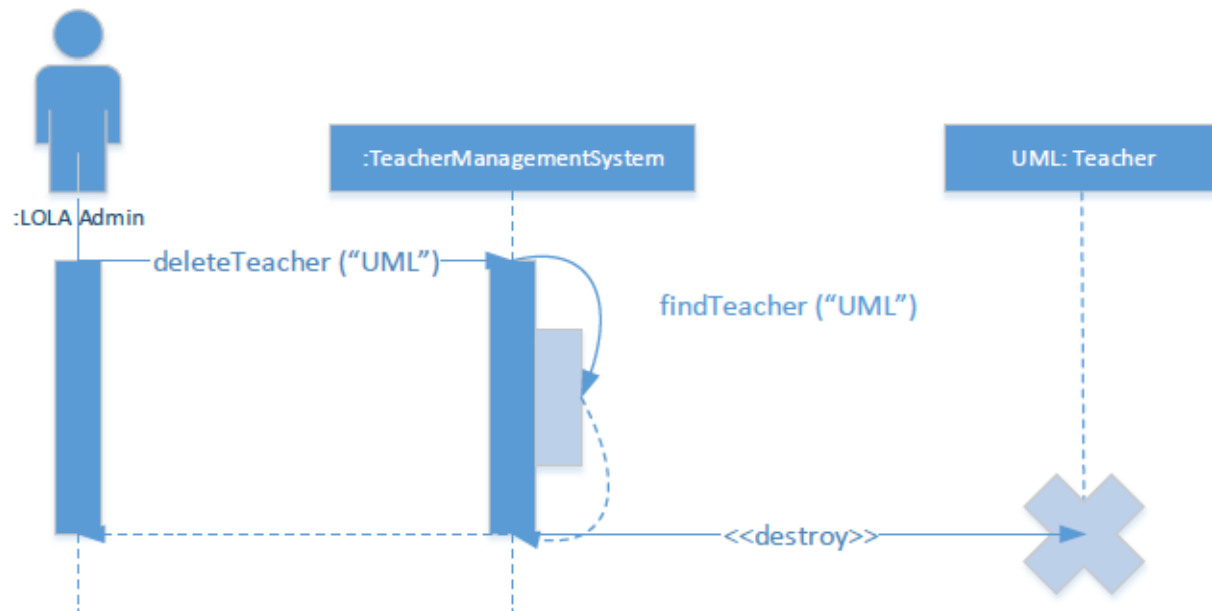 :TeacherManagementSystem
UML: Teacher
:LOLA Admin
deleteTeacher (“UML”)
findTeacher (“UML”)
<<destroy>>